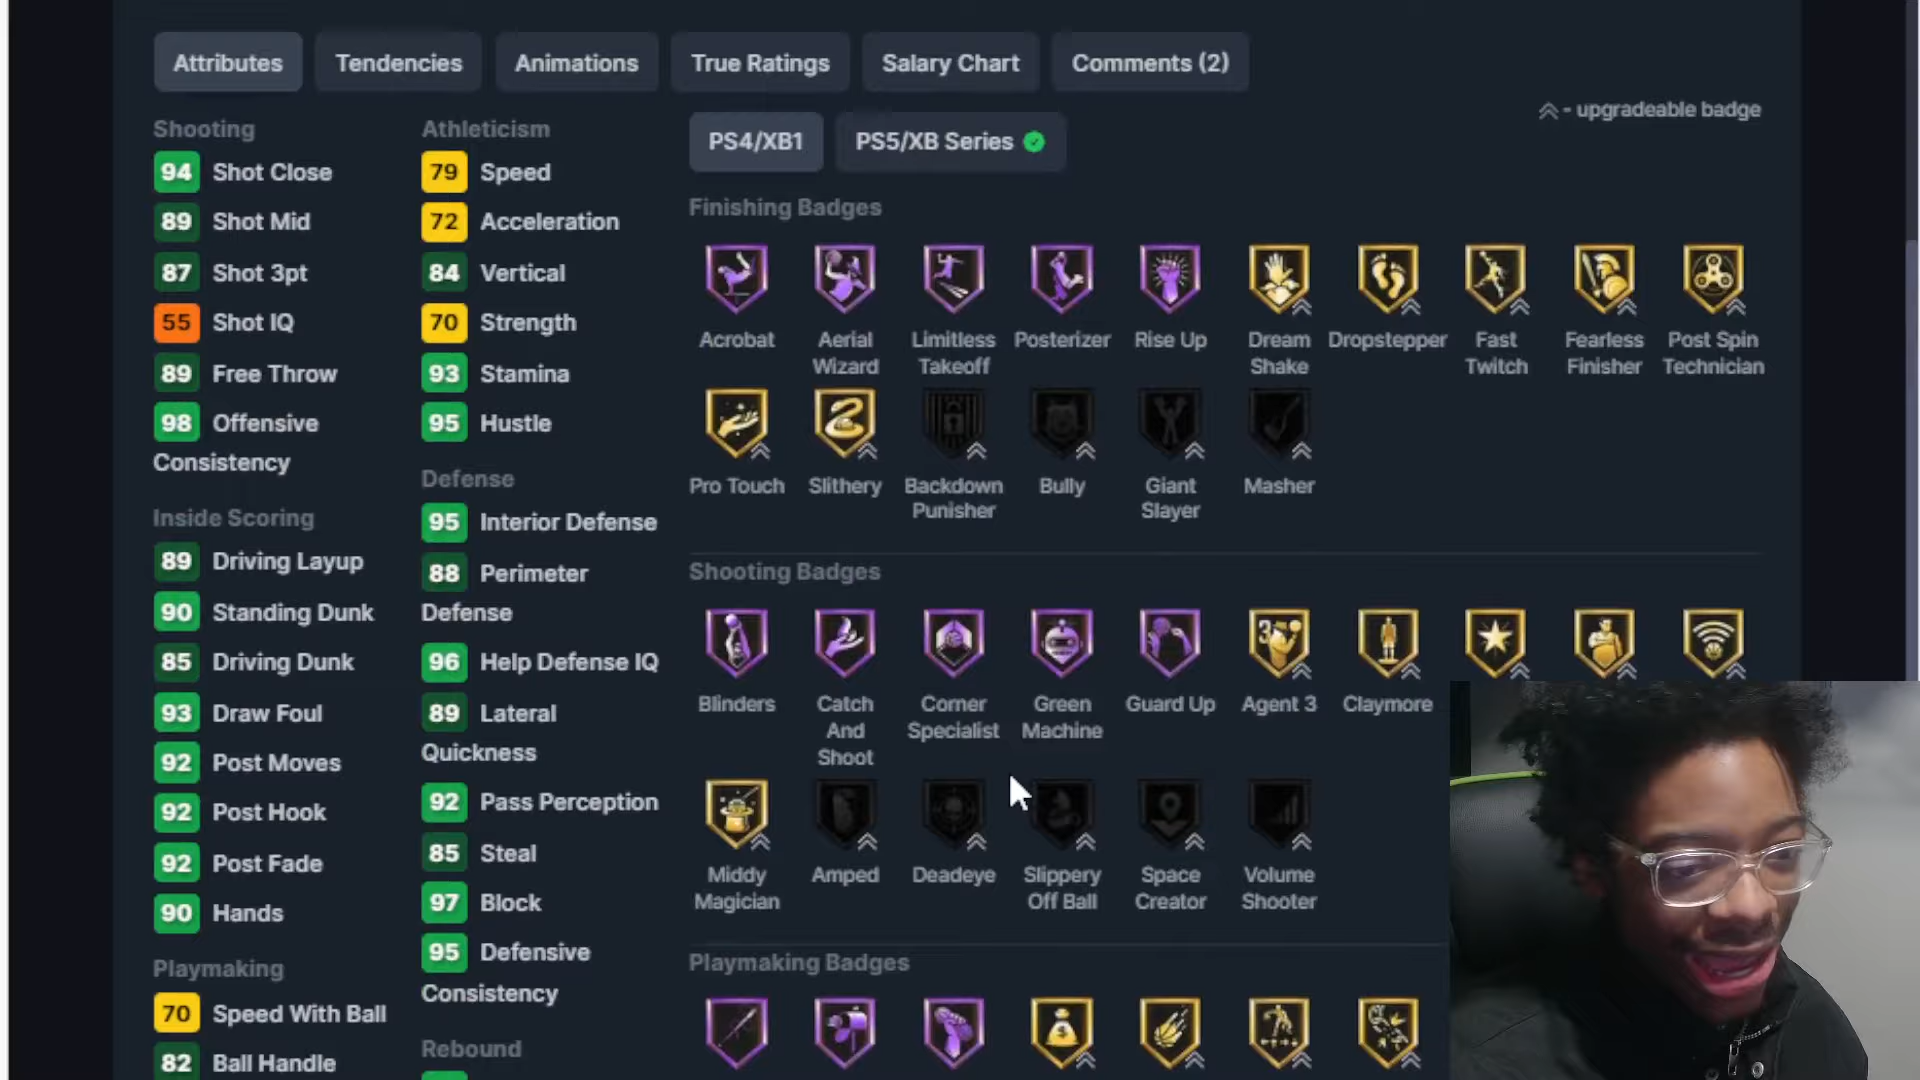 Attributes
Tendencies
Animations
True Ratings
Salary Chart
Comments (2)
- upgradeable badge
PS4/XB1
PS5/XB Series
Shooting
94 Shot Close
89 Shot Mid
87 Shot 3pt
55 Shot IQ
89 Free Throw
98 Offensive
Consistency
Inside Scoring
89 Driving Layup
90 Standing Dunk
85 Driving Dunk
93 Draw Foul
92 Post Moves
92 Post Hook
92 Post Fade
90 Hands
Playmaking
70 Speed With Ball
82 Ball Handle
Athleticism
79 Speed
72 Acceleration
84 Vertical
70 Strength
93 Stamina
95 Hustle
Defense
95 Interior Defense
88 Perimeter
Defense
96 Help Defense IQ
89 Lateral
Quickness
92 Pass Perception
85 Steal
97 Block
95 Defensive
Consistency
Rebound
Finishing Badges
Acrobat
Aerial
Wizard
Limitless
Takeoff
Posterizer
Rise Up
Dream
Shake
Dropstepper
Fast
Twitch
Fearless
Finisher
Post Spin
Technician
Pro Touch
Slithery
Backdown
Punisher
Bully
Giant
Slayer
Masher
Shooting Badges
3
Blinders
Catch
And
Shoot
Corner
Specialist
Green
Machine
Guard Up
Agent 3
Claymore
Middy
Magician
Amped
Deadeye
Slippery
Off Ball
Space
Creator
Volume
Shooter
Playmaking Badges
$